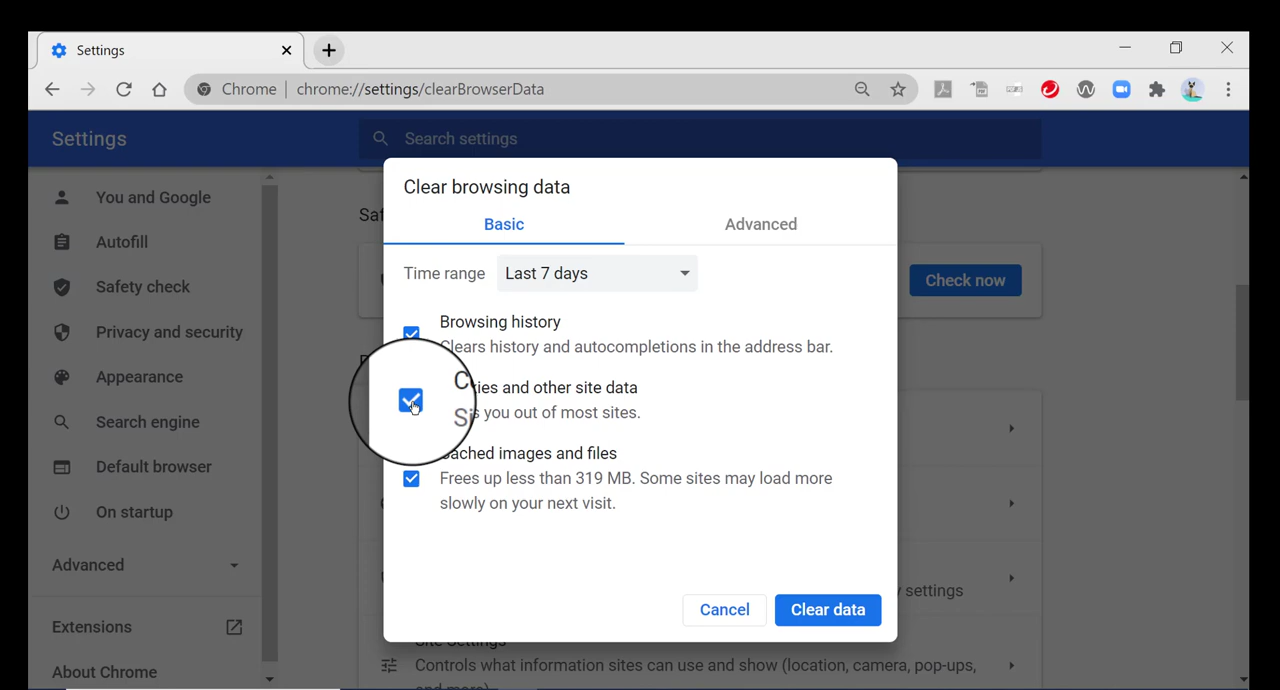 Settings
Chrome
chrome://settings/clearBrowserData
Settings
Search settings
You and Google
Autofill
Safety check
Privacy and security
Appearance
Search engine
Default browser
On startup
Advanced
Extensions
About Chrome
Check now
Clear browsing data
Basic
Advanced
Time range
Last 7 days
Browsing history
Clears history and autocompletions in the address bar.
and other site data
you out of most sites.
and files
Frees up less than 319 MB. Some sites may load more
slowly on your next visit.
Cancel
Clear data
settings
Site Settings
Controls what information sites can use and show (location, camera, pop-ups,
and more)